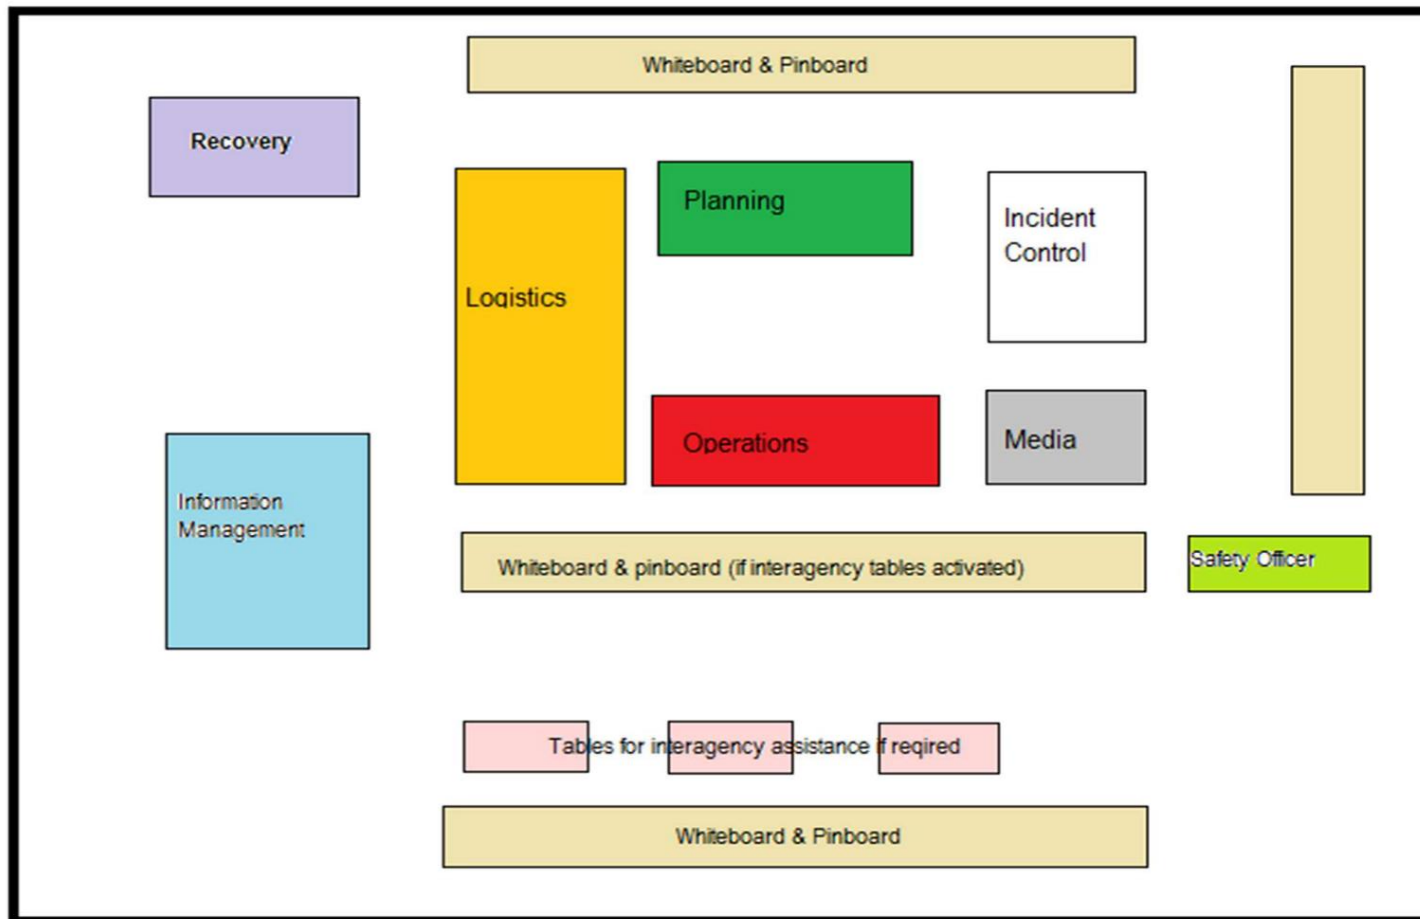 Whiteboard & Pinboard
Recovery
Planning
Incident
Control
Logistics
Operations
Media
Information
Management
Whiteboard & pinboard (if interagency tables activated)
Safety Officer
Tables for interagency assistance if reqired
Whiteboard & Pinboard